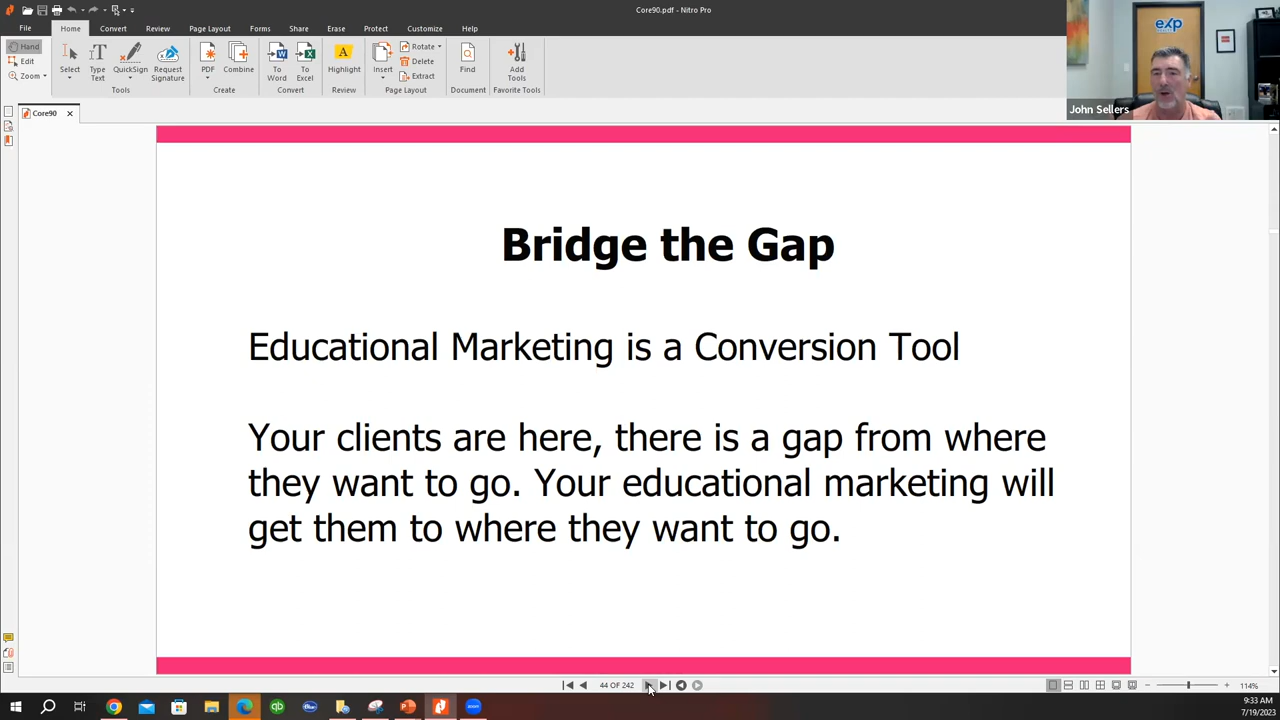 Core90.pdf - Nitro Pro
File Home Convert Review Page Layout Forms Share Erase Protect Customize Help
Hand
Edit
Zoom
Select
Type Text
QuickSign
Request Signature
Tools
PDF
Combine
Create
To Word
To Excel
Convert
Highlight
Review
Insert
Rotate
Delete
Extract
Page Layout
Find
Document
Add Tools
Favorite Tools
exp
John Sellers
Core90
Bridge the Gap
Educational Marketing is a Conversion Tool
Your clients are here, there is a gap from where
they want to go. Your educational marketing will
get them to where they want to go.
44 OF 242
114%
9:33 AM
7/19/2023